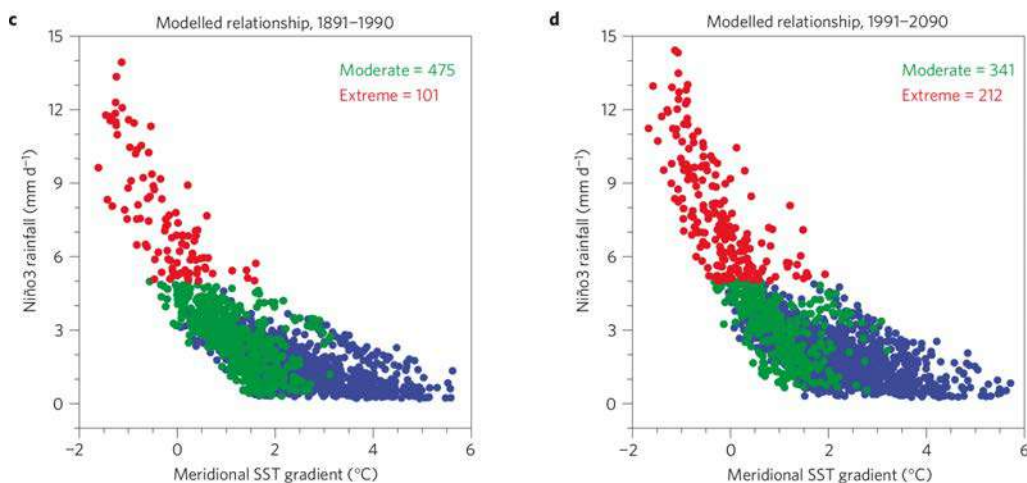 c
Modelled relationship, 1891–1990
15
12
9
6
3
0
Niño3 rainfall (mm d⁻¹)
Moderate = 475
Extreme = 101
−2
0
2
4
6
Meridional SST gradient (°C)
d
Modelled relationship, 1991–2090
15
12
9
6
3
0
Niño3 rainfall (mm d⁻¹)
Moderate = 341
Extreme = 212
−2
0
2
4
6
Meridional SST gradient (°C)